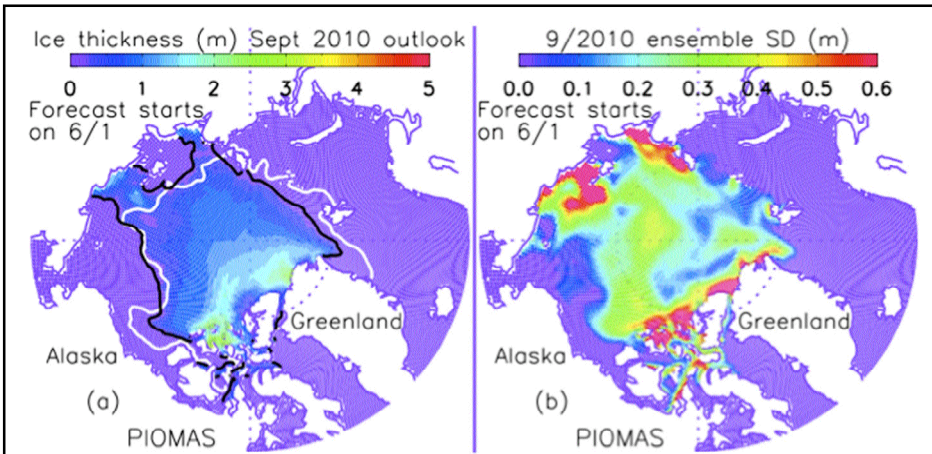 Ice thickness (m) Sept 2010 outlook
0 1 2 3 4 5
Forecast starts
on 6/1
Greenland
Alaska
(a)
PIOMAS
9/2010 ensemble SD (m)
0.0 0.1 0.2 0.3 0.4 0.5 0.6
Forecast starts
on 6/1
Greenland
Alaska
(b)
PIOMAS